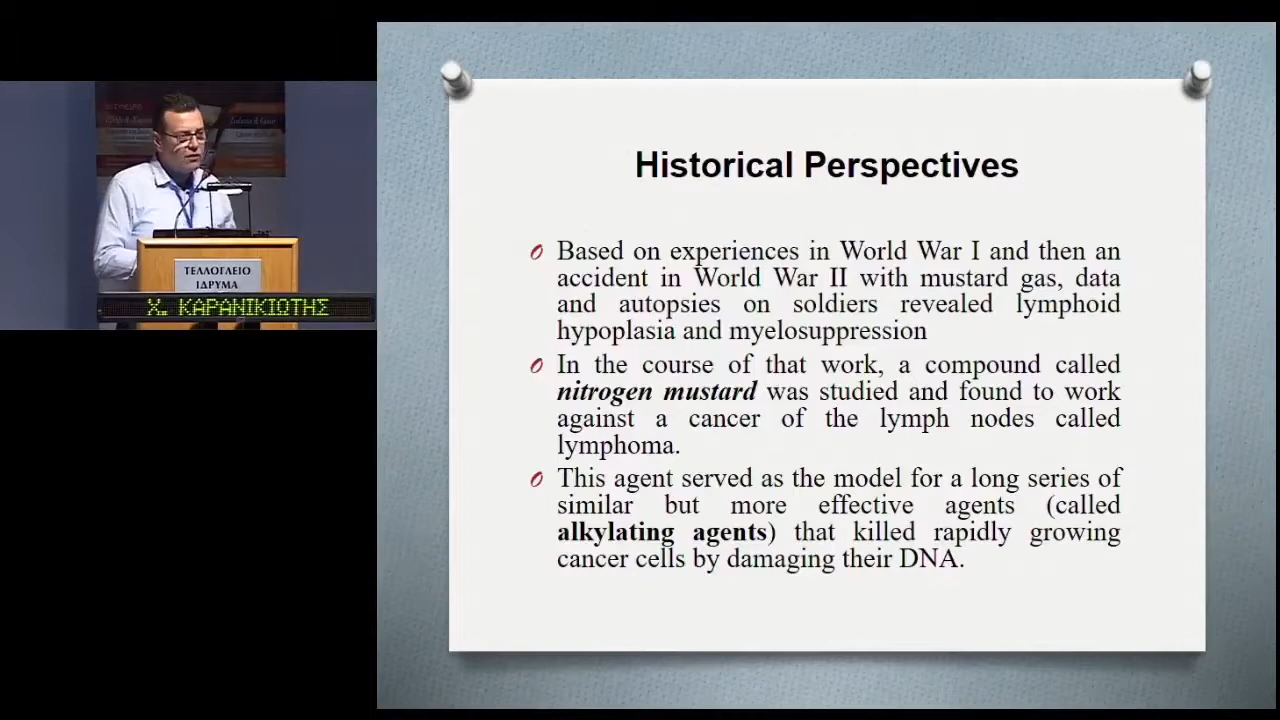 ΤΕΛΛΟΓΛΕΙΟ
ΙΔΡΥΜΑ
Χ. ΚΑΡΑΝΙΚΙΩΤΗΣ
Historical Perspectives
Based on experiences in World War I and then an
accident in World War II with mustard gas, data
and autopsies on soldiers revealed lymphoid
hypoplasia and myelosuppression
In the course of that work, a compound called
nitrogen mustard was studied and found to work
against a cancer of the lymph nodes called
lymphoma.
This agent served as the model for a long series of
similar but more effective agents (called
alkylating agents) that killed rapidly growing
cancer cells by damaging their DNA.